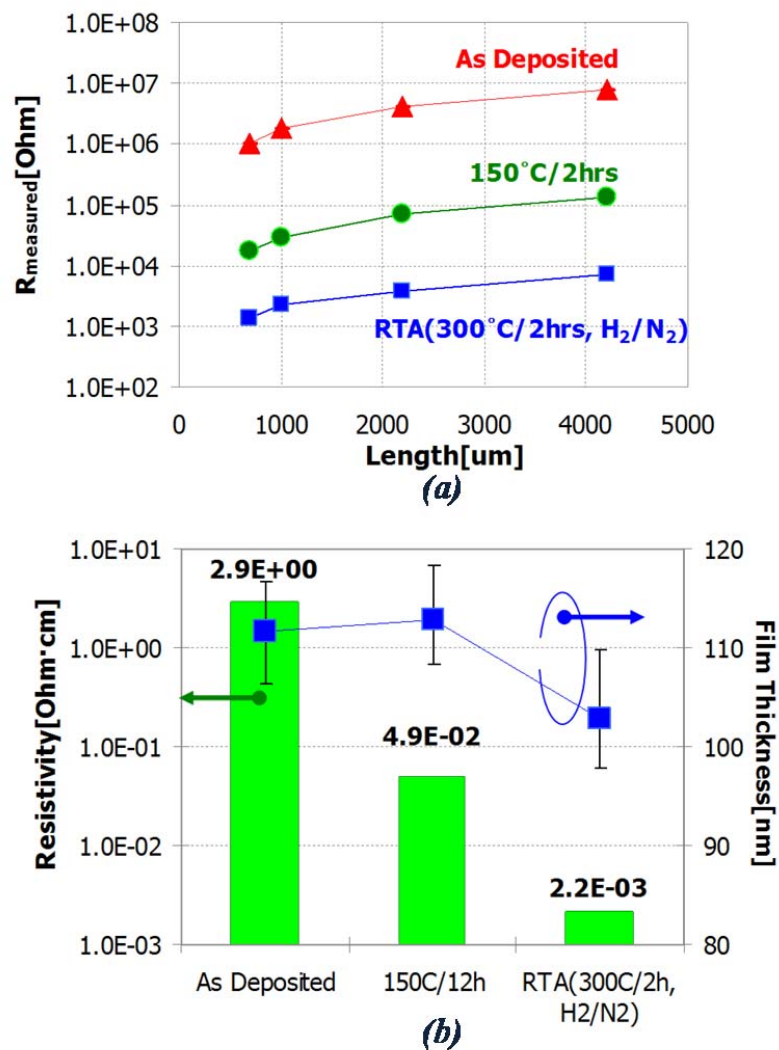 1.0E+08
1.0E+07
1.0E+06
1.0E+05
1.0E+04
1.0E+03
1.0E+02
Rmeasured[Ohm]
As Deposited
150°C/2hrs
RTA(300°C/2hrs, H2/N2)
0 1000 2000 3000 4000 5000
Length[um]
(a)
1.0E+01
1.0E+00
1.0E-01
1.0E-02
1.0E-03
Resistivity[Ohm·cm]
2.9E+00
4.9E-02
2.2E-03
120
110
100
90
80
Film Thickness[nm]
As Deposited 150C/12h RTA(300C/2h,
H2/N2)
(b)